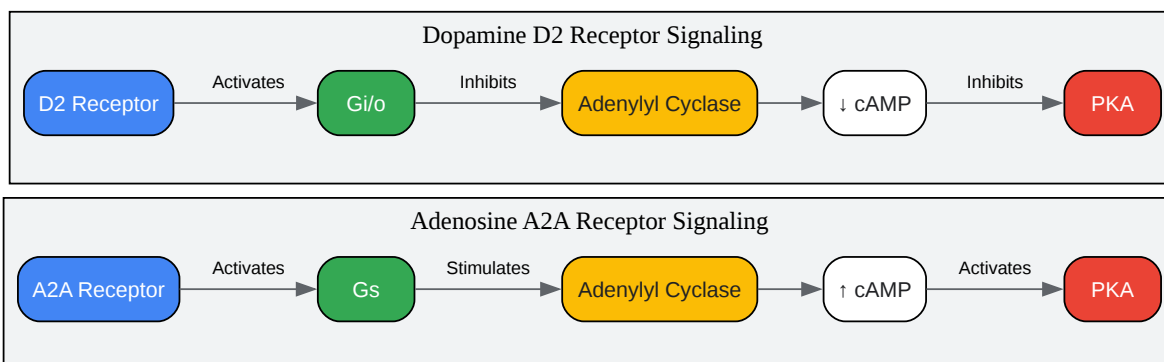 Dopamine D2 Receptor Signaling
D2 Receptor
Activates
Gi/o
Inhibits
Adenylyl Cyclase
↓ cAMP
Inhibits
PKA
Adenosine A2A Receptor Signaling
A2A Receptor
Activates
Gs
Stimulates
Adenylyl Cyclase
↑ cAMP
Activates
PKA